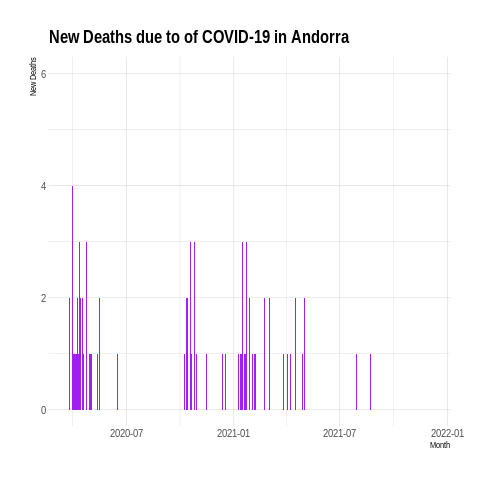 New Deaths due to of COVID-19 in Andorra
New Deaths
6
4
2
0
2020-07
2021-01
2021-07
2022-01
Month